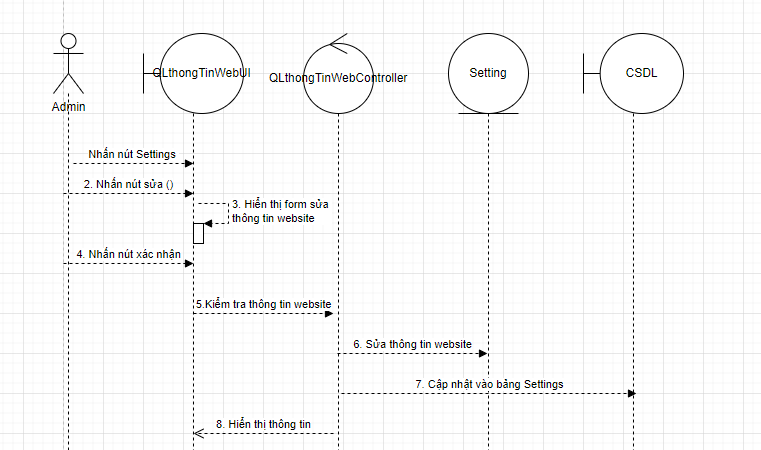 QLthongTinWebUI
QLthongTinWebController
Setting
CSDL
Admin
Nhấn nút Settings
2. Nhấn nút sửa ()
3. Hiển thị form sửa
thông tin website
4. Nhấn nút xác nhận
5.Kiểm tra thông tin website
6. Sửa thông tin website
7. Cập nhật vào bảng Settings
8. Hiển thị thông tin